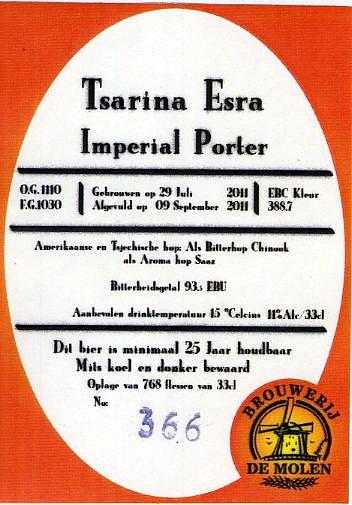 Tsarina Esra
Imperial Porter
O.G. 1110
F.G. 1030
Gebrouwen op 29 Juli 2011
Afgevuld op 09 September 2011
EBC Kleur
388.7
Amerikaanse en Tsjechische hop: Als Bitterhop Chinook
als Aroma hop Saaz
Bitterheidsgetal 93.5 EBU
Aanbevolen drinktemperatuur 15 °Celcius 11% Alc/33cl
Dit bier is minimaal 25 Jaar houdbaar
Mits koel en donker bewaard
Oplage van 768 flessen van 33cl
No:
366
BROUWERIJ
DE MOLEN